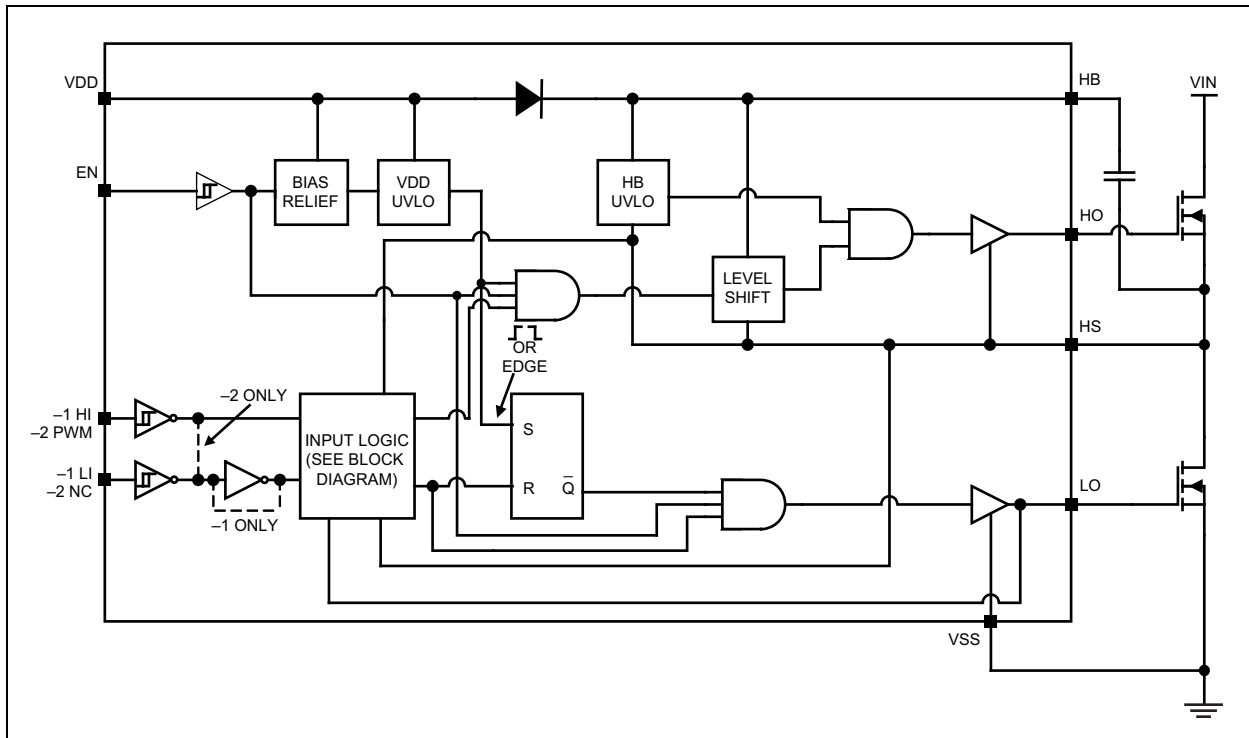 VDD
HB
VIN
EN
BIAS
RELIEF
VDD
UVLO
HB
UVLO
HO
LEVEL
SHIFT
HS
OR
EDGE
–2 ONLY
–1 HI
–2 PWM
INPUT LOGIC
(SEE BLOCK
DIAGRAM)
S
–1 LI
–2 NC
R
Q̅
LO
–1 ONLY
VSS